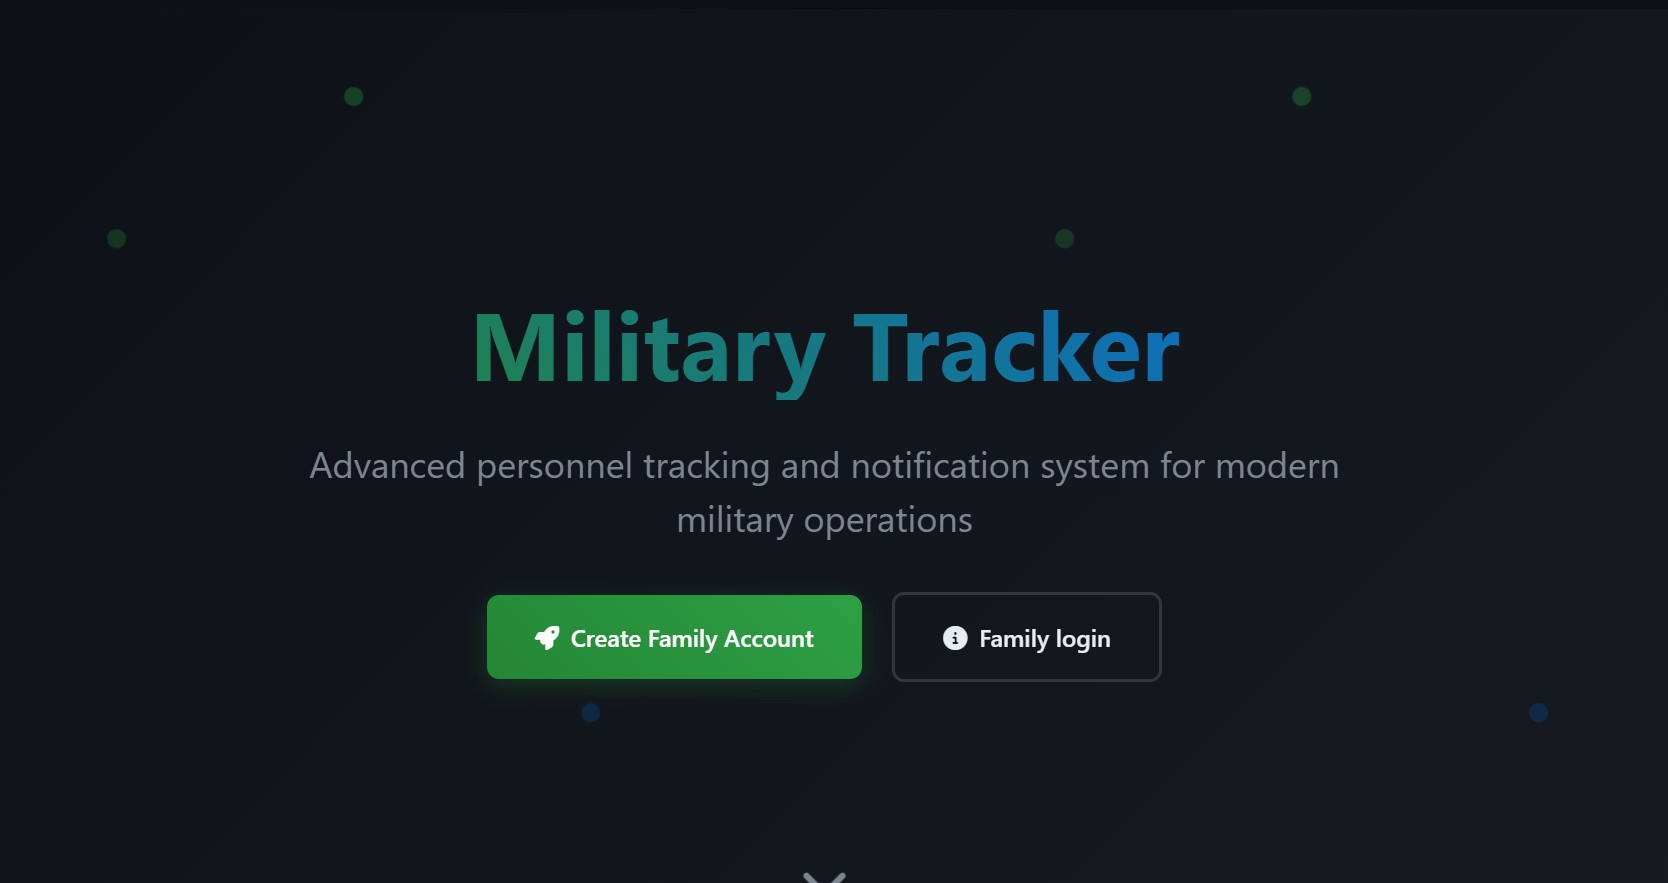 Military Tracker
Advanced personnel tracking and notification system for modern
military operations
Create Family Account
Family login